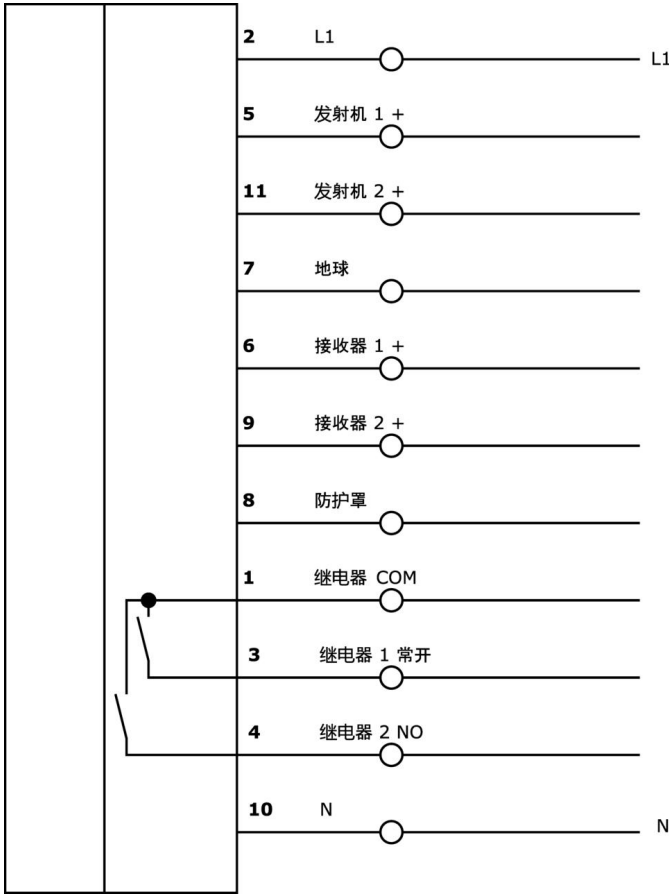 2 L1
L1
5 发射机 1 +
11 发射机 2 +
7 地球
6 接收器 1 +
9 接收器 2 +
8 防护罩
1 继电器 COM
3 继电器 1 常开
4 继电器 2 NO
10 N
N